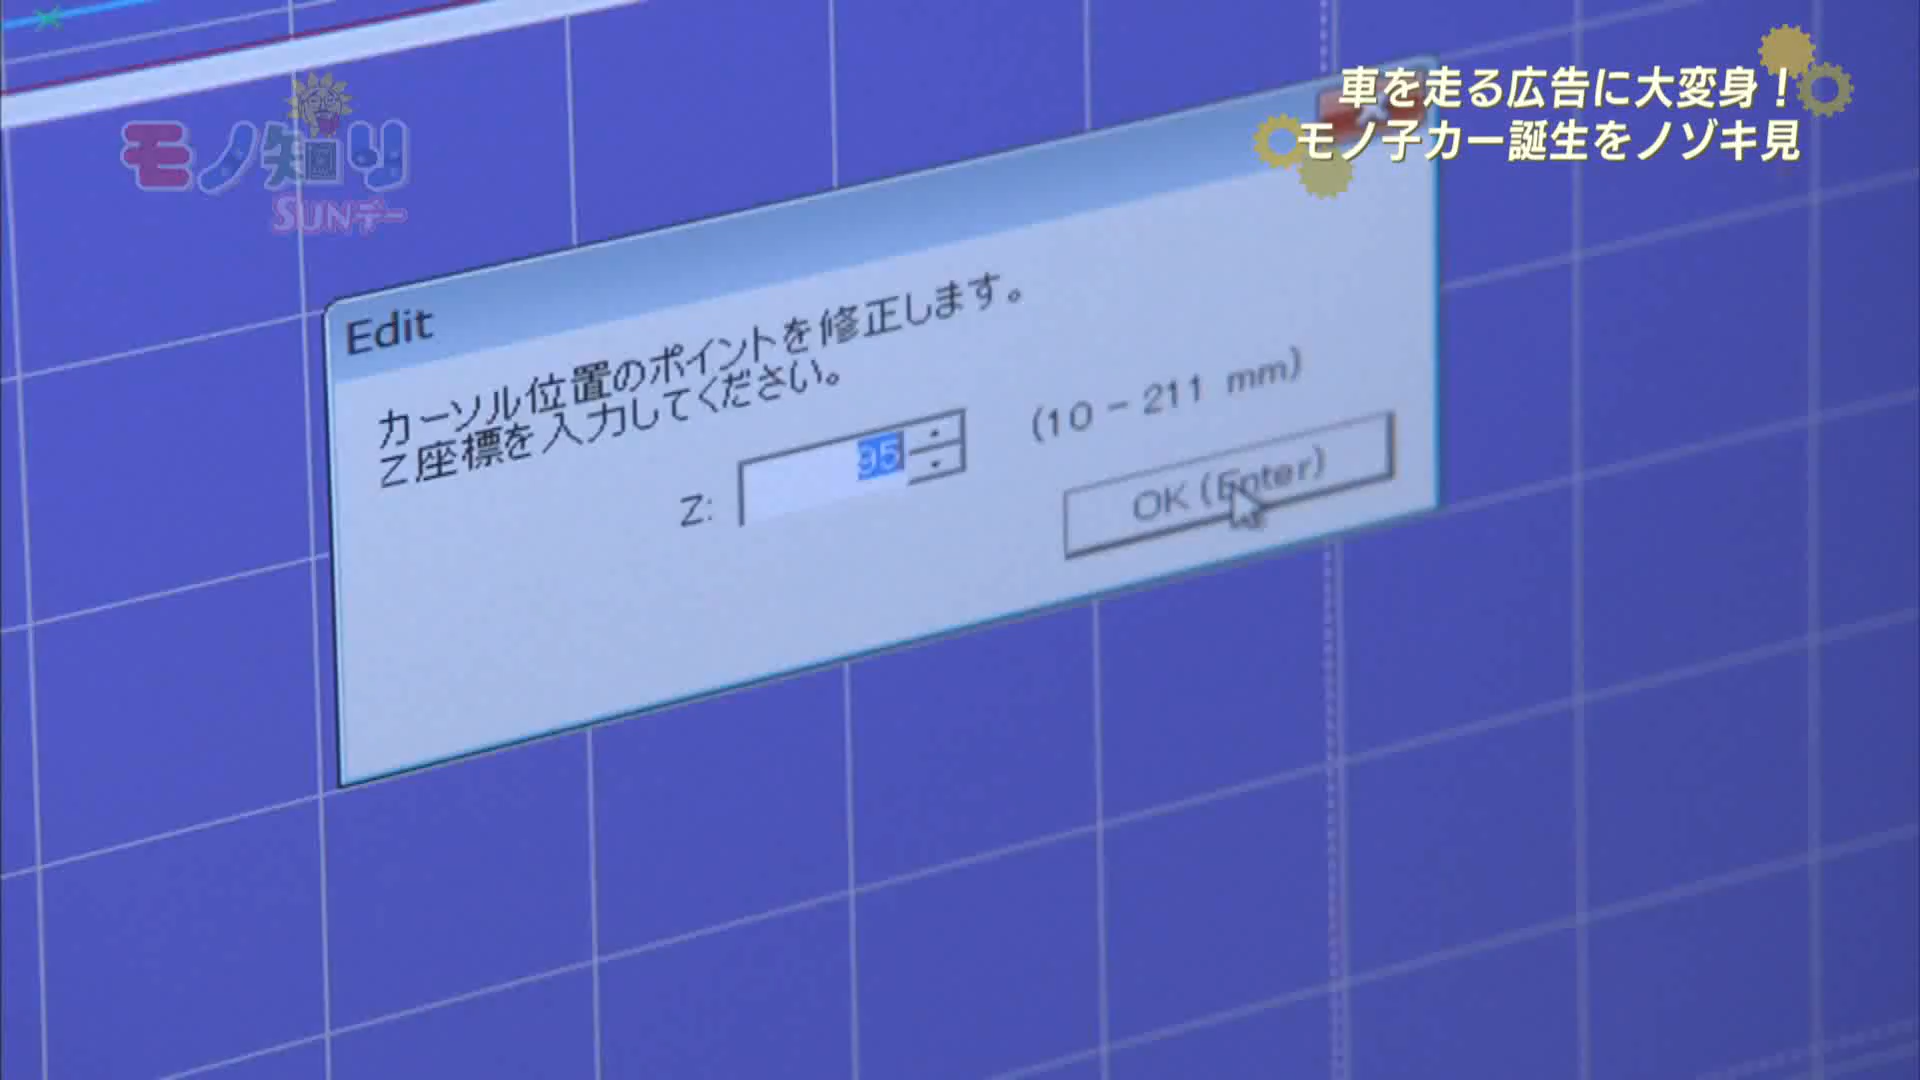 車を走る広告に大変身！
モノ子カー誕生をノゾキ見
モノ知り
SUNデー
Edit
カーソル位置のポイントを修正します。
Z座標を入力してください。
Z:
95
(10 - 211 mm)
OK (Enter)